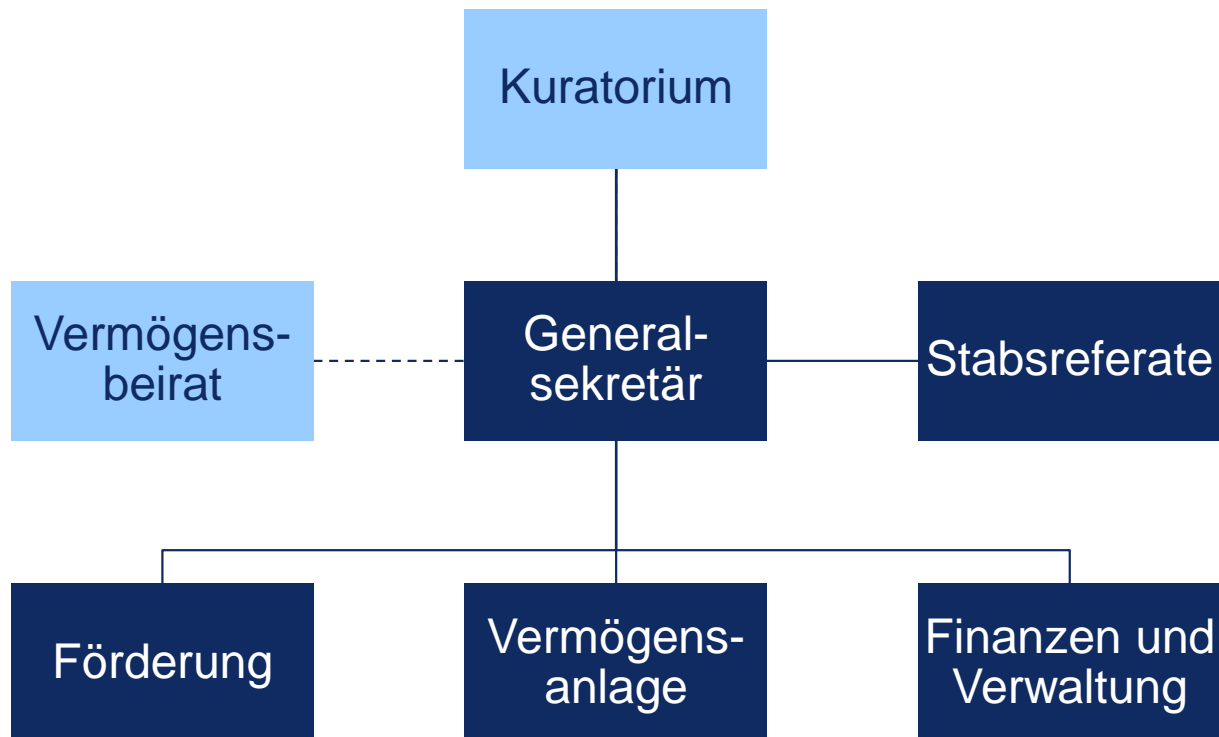 Kuratorium
Vermögens-
beirat
General-
sekretär
Stabsreferate
Förderung
Vermögens-
anlage
Finanzen und
Verwaltung